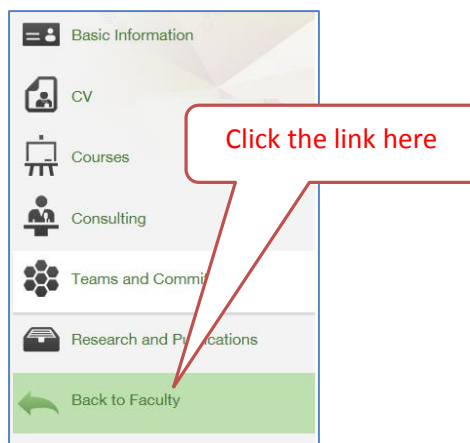 Basic Information
CV
Click the link here
Courses
Consulting
Teams and Commi
Research and Pu ications
Back to Faculty